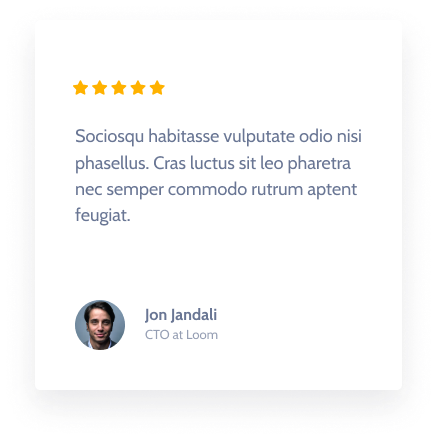 Sociosqu habitasse vulputate odio nisi
phasellus. Cras luctus sit leo pharetra
nec semper commodo rutrum aptent
feugiat.
Jon Jandali
CTO at Loom